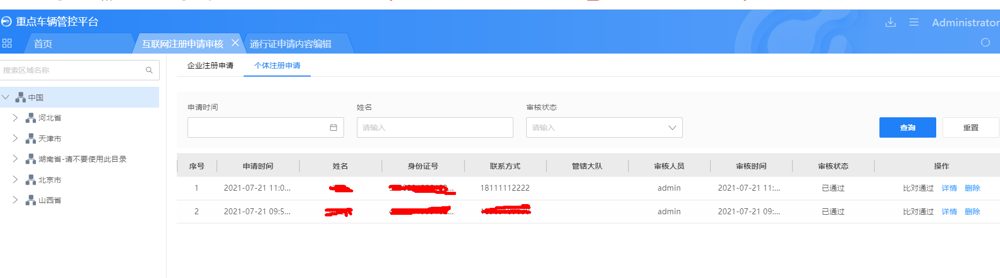 重点车辆管控平台
Administrator
首页 互联网注册申请审核 通行证申请内容编辑
搜索区域名称
中国
河北省
天津市
湖南省-请不要使用此目录
北京市
山西省
企业注册申请 个体注册申请
申请时间 姓名 审核状态
请输入 请输入 查询 重置
序号 申请时间 姓名 身份证号 联系方式 管辖大队 审核人员 审核时间 审核状态 操作
1 2021-07-21 11:0... 18111112222 admin 2021-07-21 11:... 已通过 比对通过 详情 删除
2 2021-07-21 09:5... admin 2021-07-21 09:... 已通过 比对通过 详情 删除